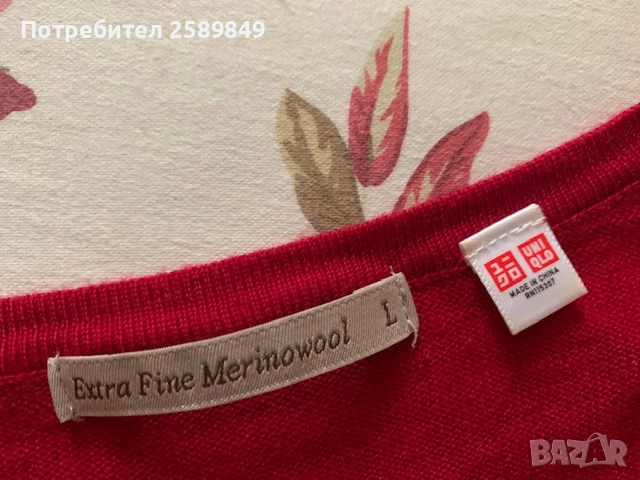 Потребител 2589849
Extra Fine Merinowool L
ユニ
クロ
UNI
QLO
MADE IN CHINA
RN115307
BAZAR